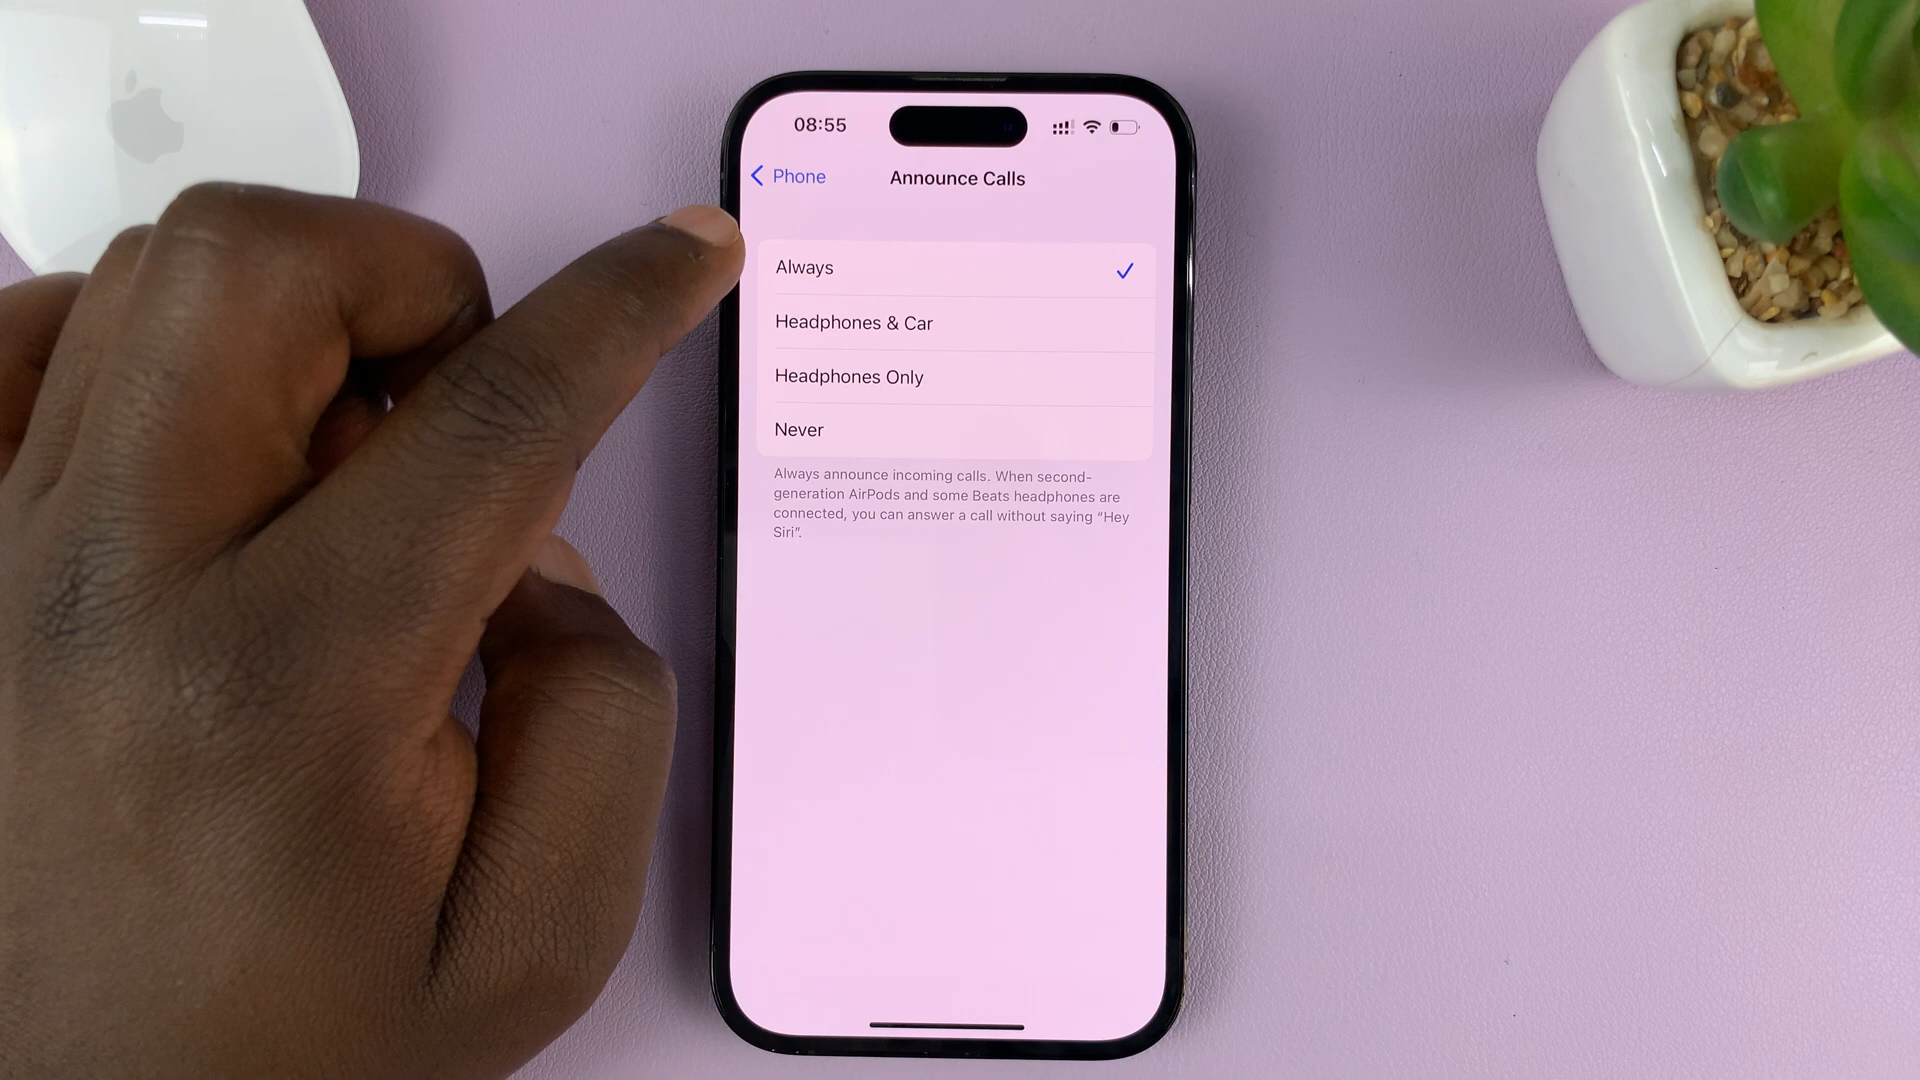 08:55
Phone
Announce Calls
Always
Headphones & Car
Headphones Only
Never
Always announce incoming calls. When second-
generation AirPods and some Beats headphones are
connected, you can answer a call without saying “Hey
Siri”.